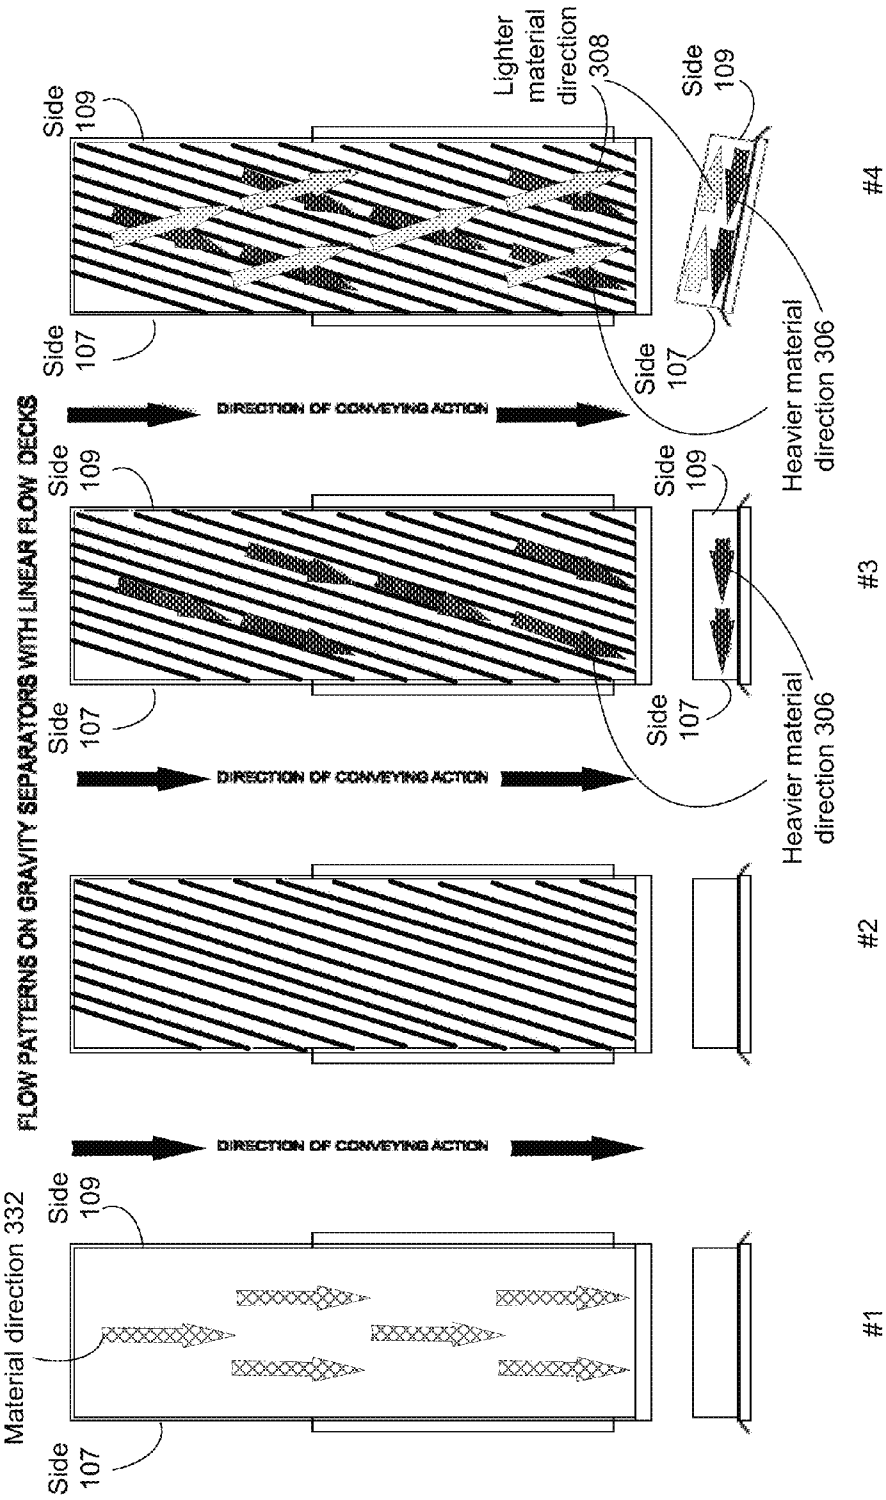 FLOW PATTERNS ON GRAVITY SEPARATORS WITH LINEAR FLOW DECKS
Material direction 332
Side
107
Side
109
DIRECTION OF CONVEYING ACTION
#1
#2
DIRECTION OF CONVEYING ACTION
Side
107
Side
109
Side
107
Side
109
Heavier material
direction 306
#3
DIRECTION OF CONVEYING ACTION
Side
107
Side
109
Lighter
material
direction
308
Side
107
Side
109
Heavier material
direction 306
#4